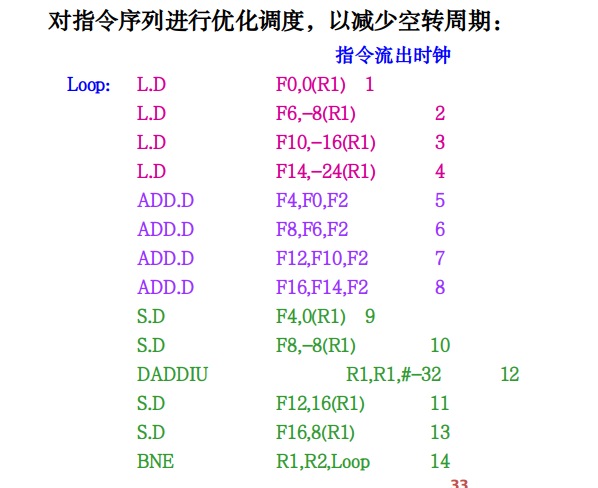 对指令序列进行优化调度，以减少空转周期：
指令流出时钟
Loop: L.D F0,0(R1) 1
L.D F6,-8(R1) 2
L.D F10,-16(R1) 3
L.D F14,-24(R1) 4
ADD.D F4,F0,F2 5
ADD.D F8,F6,F2 6
ADD.D F12,F10,F2 7
ADD.D F16,F14,F2 8
S.D F4,0(R1) 9
S.D F8,-8(R1) 10
DADDIU R1,R1,#-32 12
S.D F12,16(R1) 11
S.D F16,8(R1) 13
BNE R1,R2,Loop 14
33